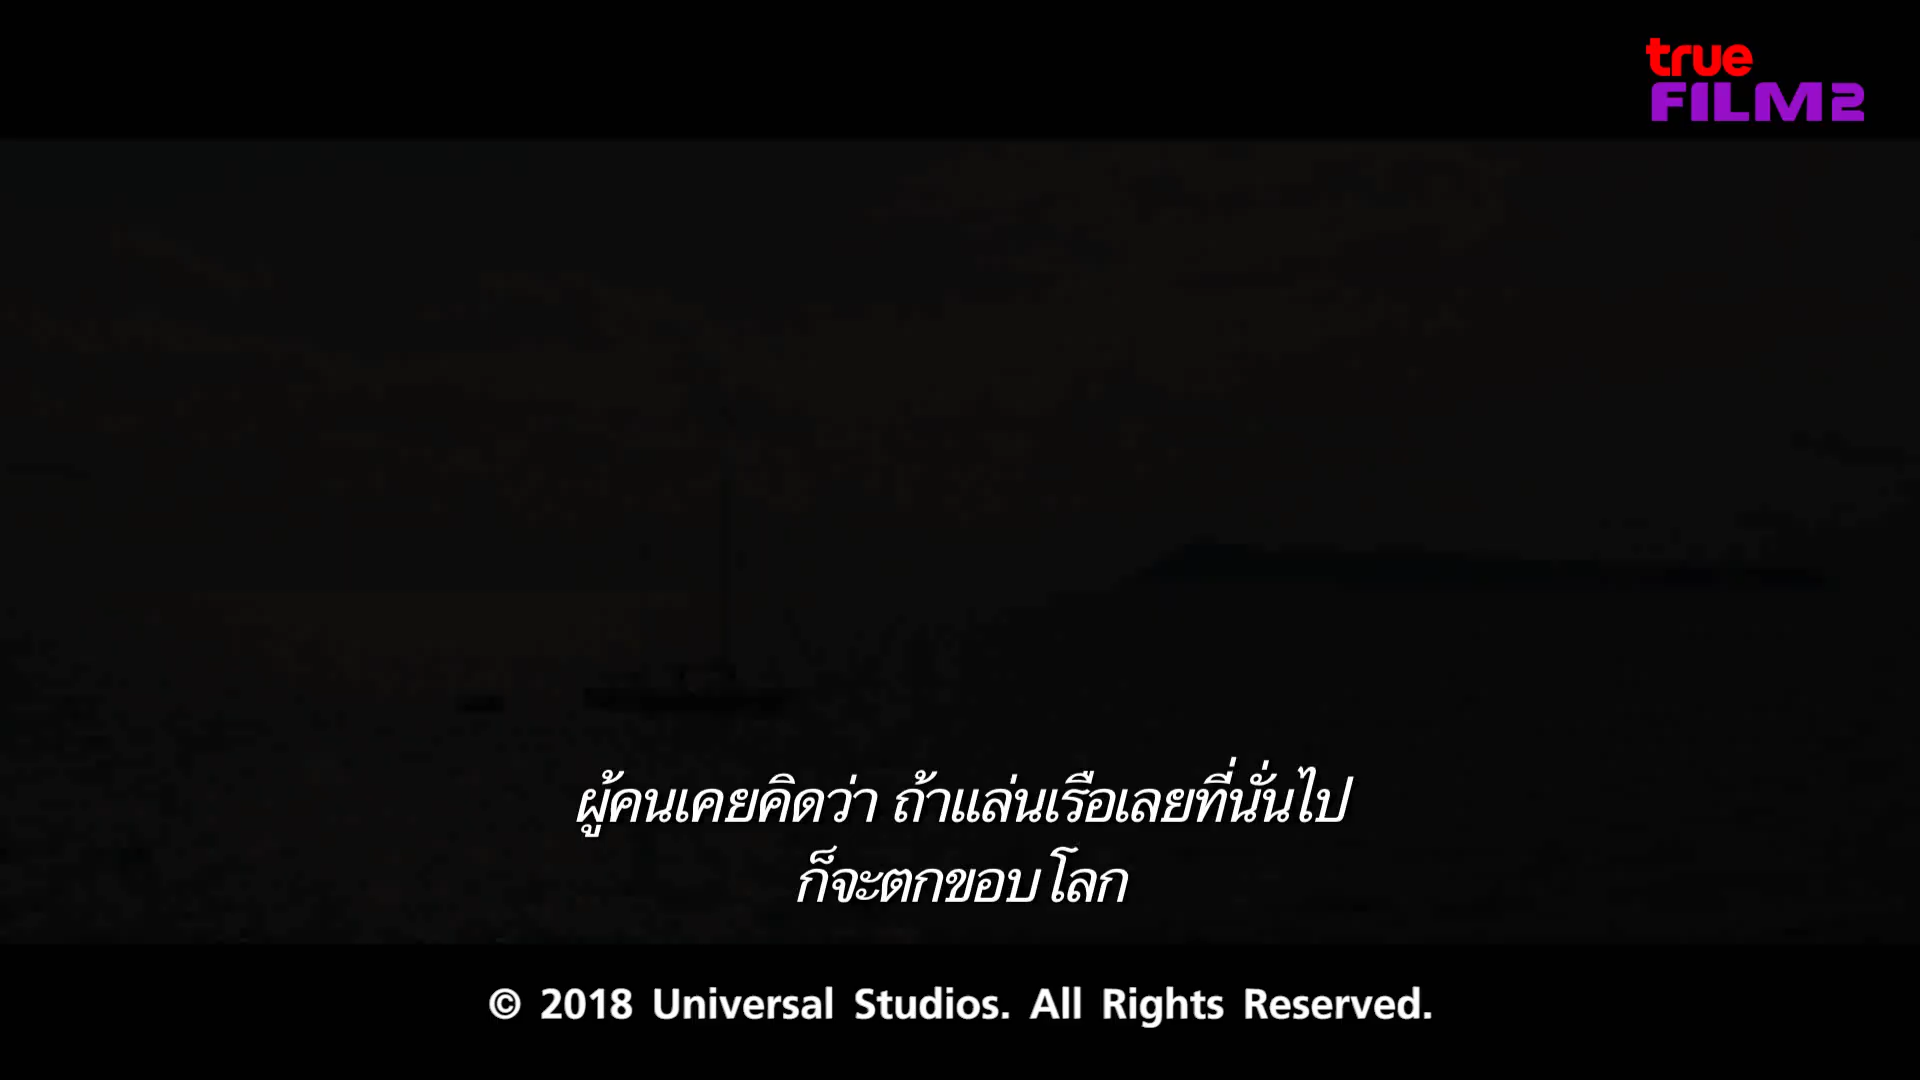 true
FILM2
ผู้คนเคยคิดว่า ถ้าแล่นเรือเลยที่นั่นไป
ก็จะตกขอบโลก
© 2018 Universal Studios. All Rights Reserved.